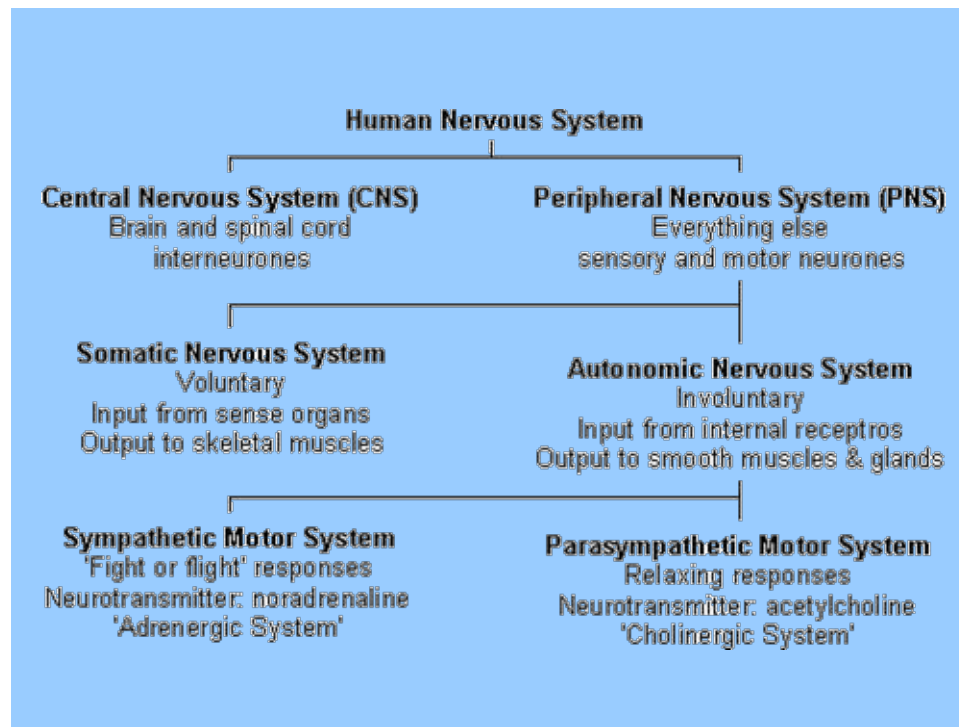 Human Nervous System
Central Nervous System (CNS)
Brain and spinal cord
interneurones
Peripheral Nervous System (PNS)
Everything else
sensory and motor neurones
Somatic Nervous System
Voluntary
Input from sense organs
Output to skeletal muscles
Autonomic Nervous System
Involuntary
Input from internal receptros
Output to smooth muscles & glands
Sympathetic Motor System
'Fight or flight' responses
Neurotransmitter: noradrenaline
'Adrenergic System'
Parasympathetic Motor System
Relaxing responses
Neurotransmitter: acetylcholine
'Cholinergic System'